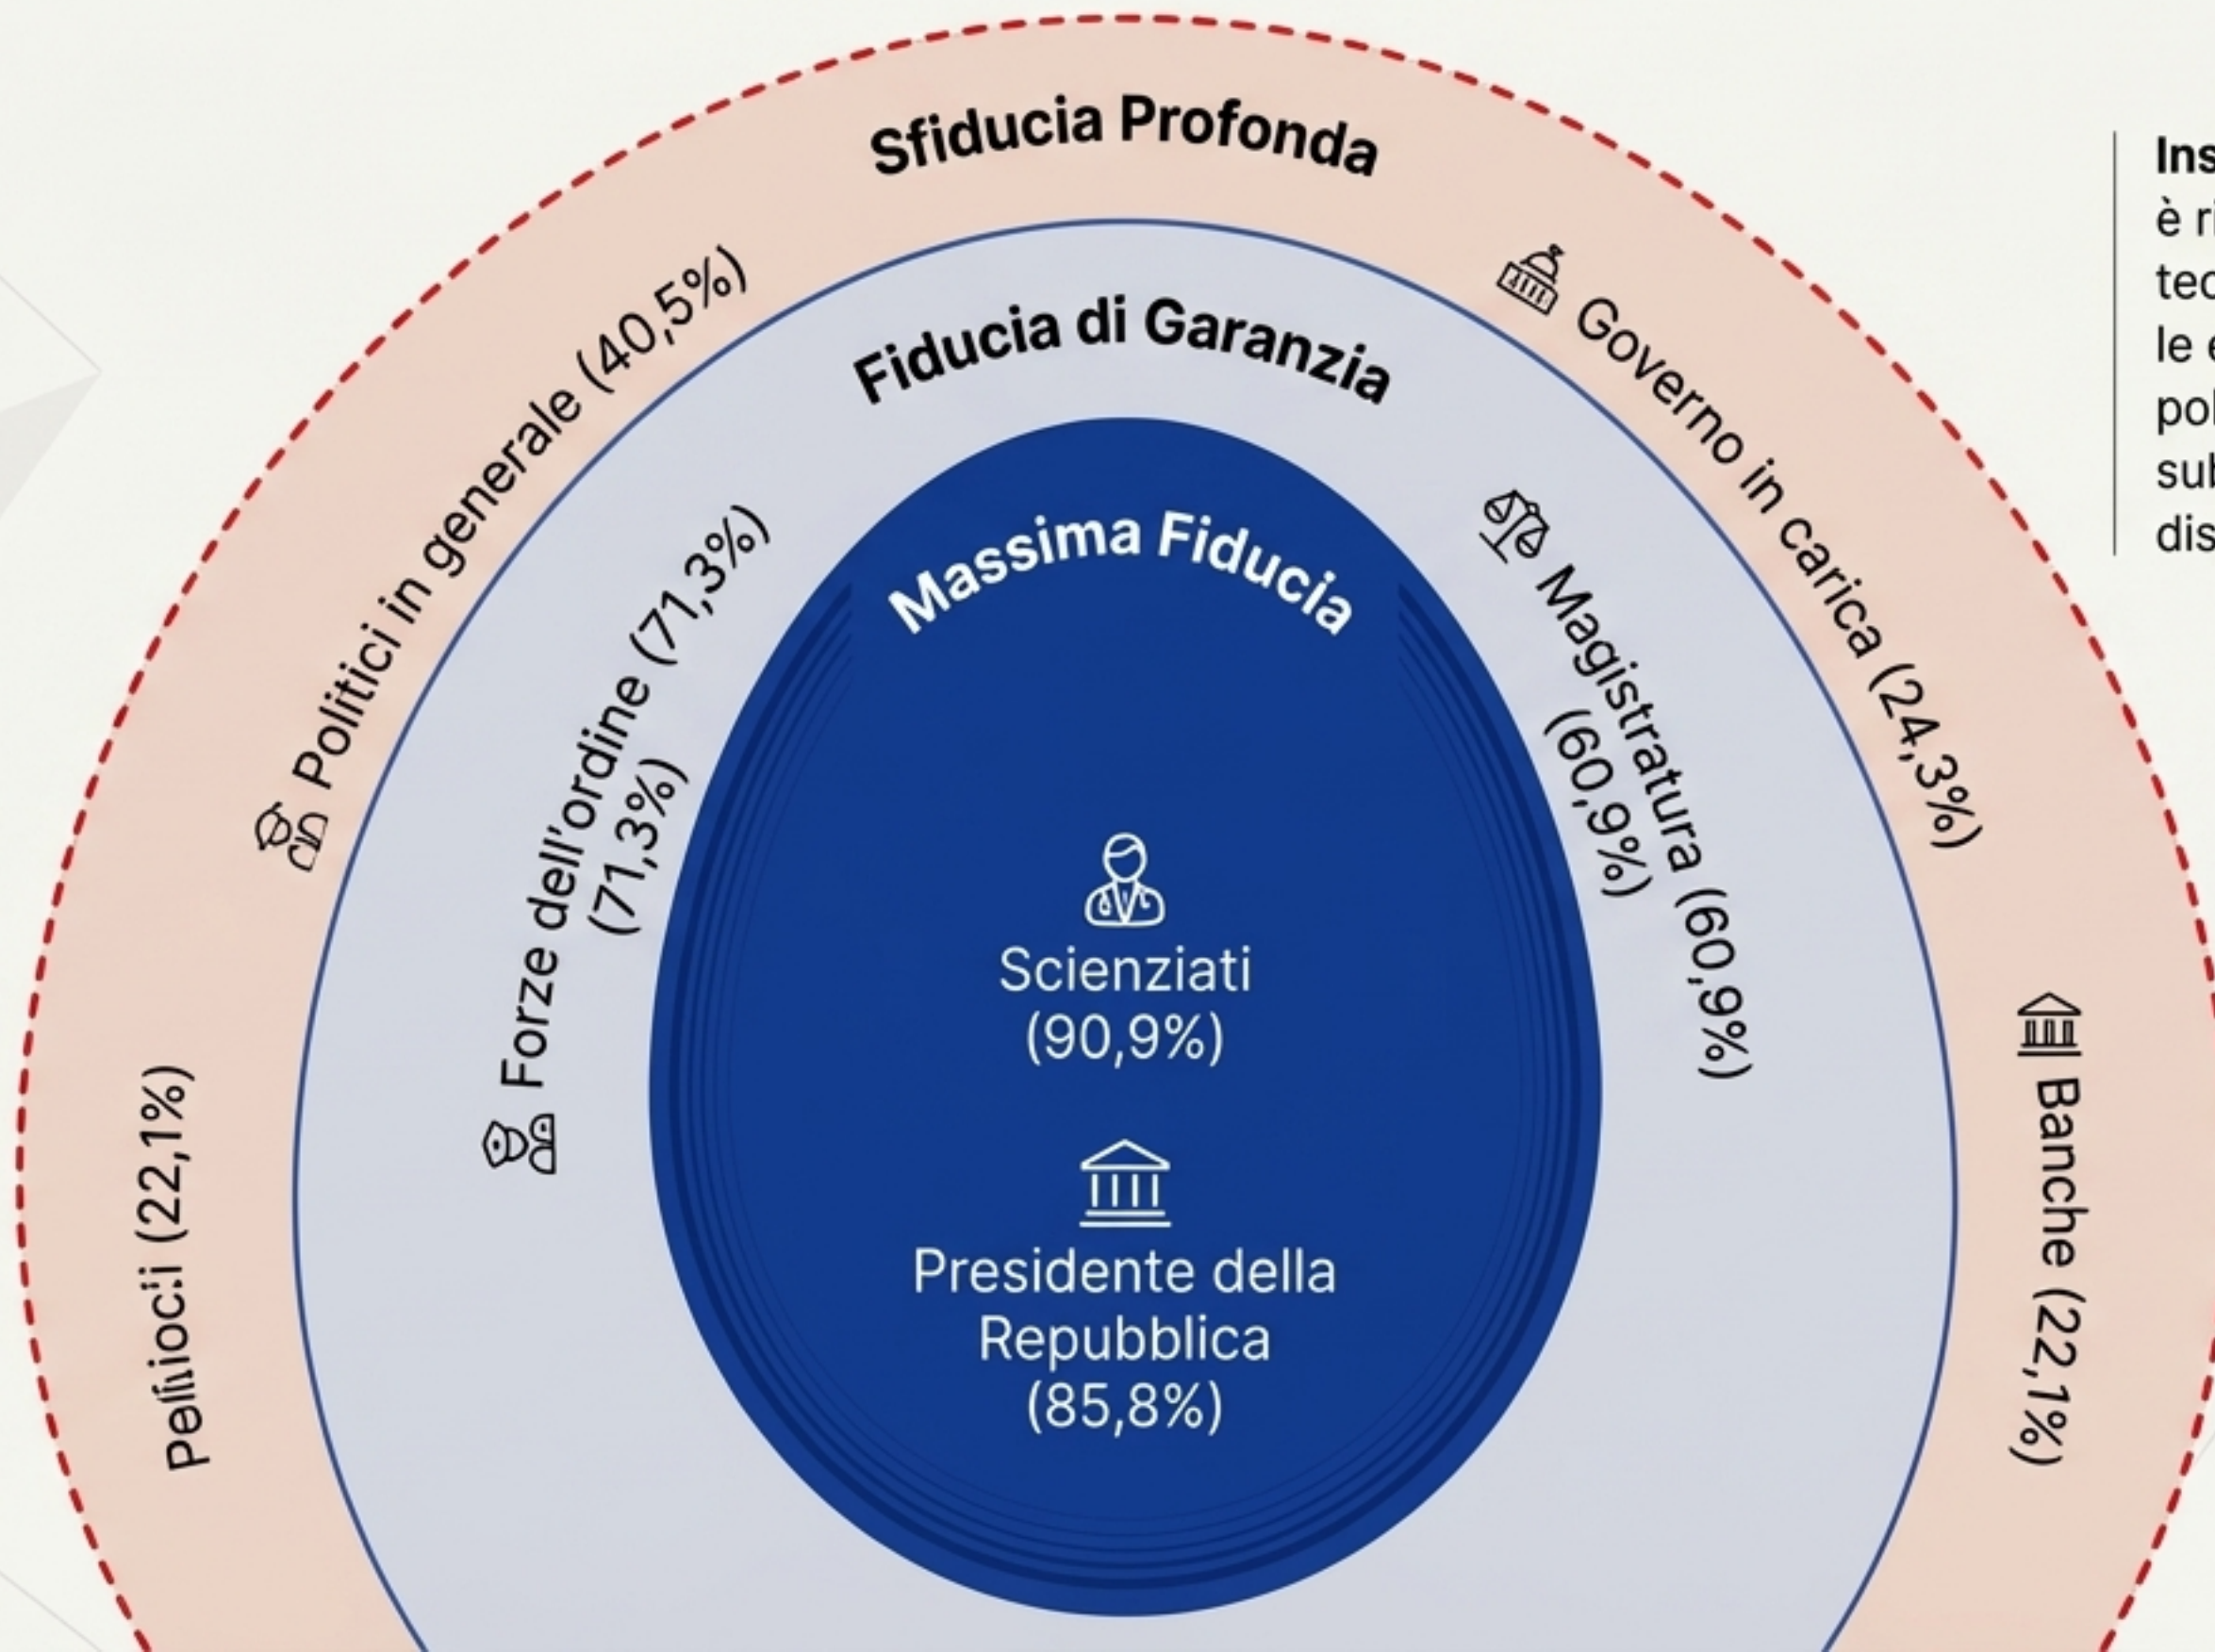 Sfiducia Profonda
Politici in generale (40,5%)
Governo in carica (24,3%)
Fiducia di Garanzia
Forze dell'ordine (71,3%)
(71,3%)
Magistratura (60,9%)
(60,9%)
Massima Fiducia
Scienziati
(90,9%)
Presidente della
Repubblica
(85,8%)
(22,1%)
Banche (22,1%)
Ins
è ri
tec
le e
pol
sub
dis